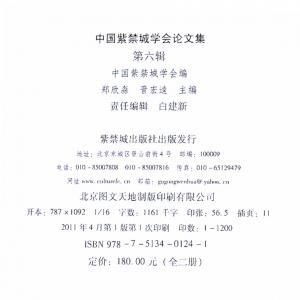 中国紫禁城学会论文集
第六辑
中国紫禁城学会编
郑欣淼 晋宏逵 主编
责任编辑 白建新
紫禁城出版社出版发行
地址：北京东城区景山前街4号 邮编：100009
电话：010-85007808 010-85007816 传真：010-65129479
网址：www.culturefc.cn 邮箱：gugongwenhua@yahoo.cn
北京图文天地制版印刷有限公司
开本：787×1092 1/16 字数：1161千字 印张：56.5 插页：11
2011年4月第1版第1次印刷 印数：1-1200
ISBN 978-7-5134-0124-1
定价：180.00元（全二册）